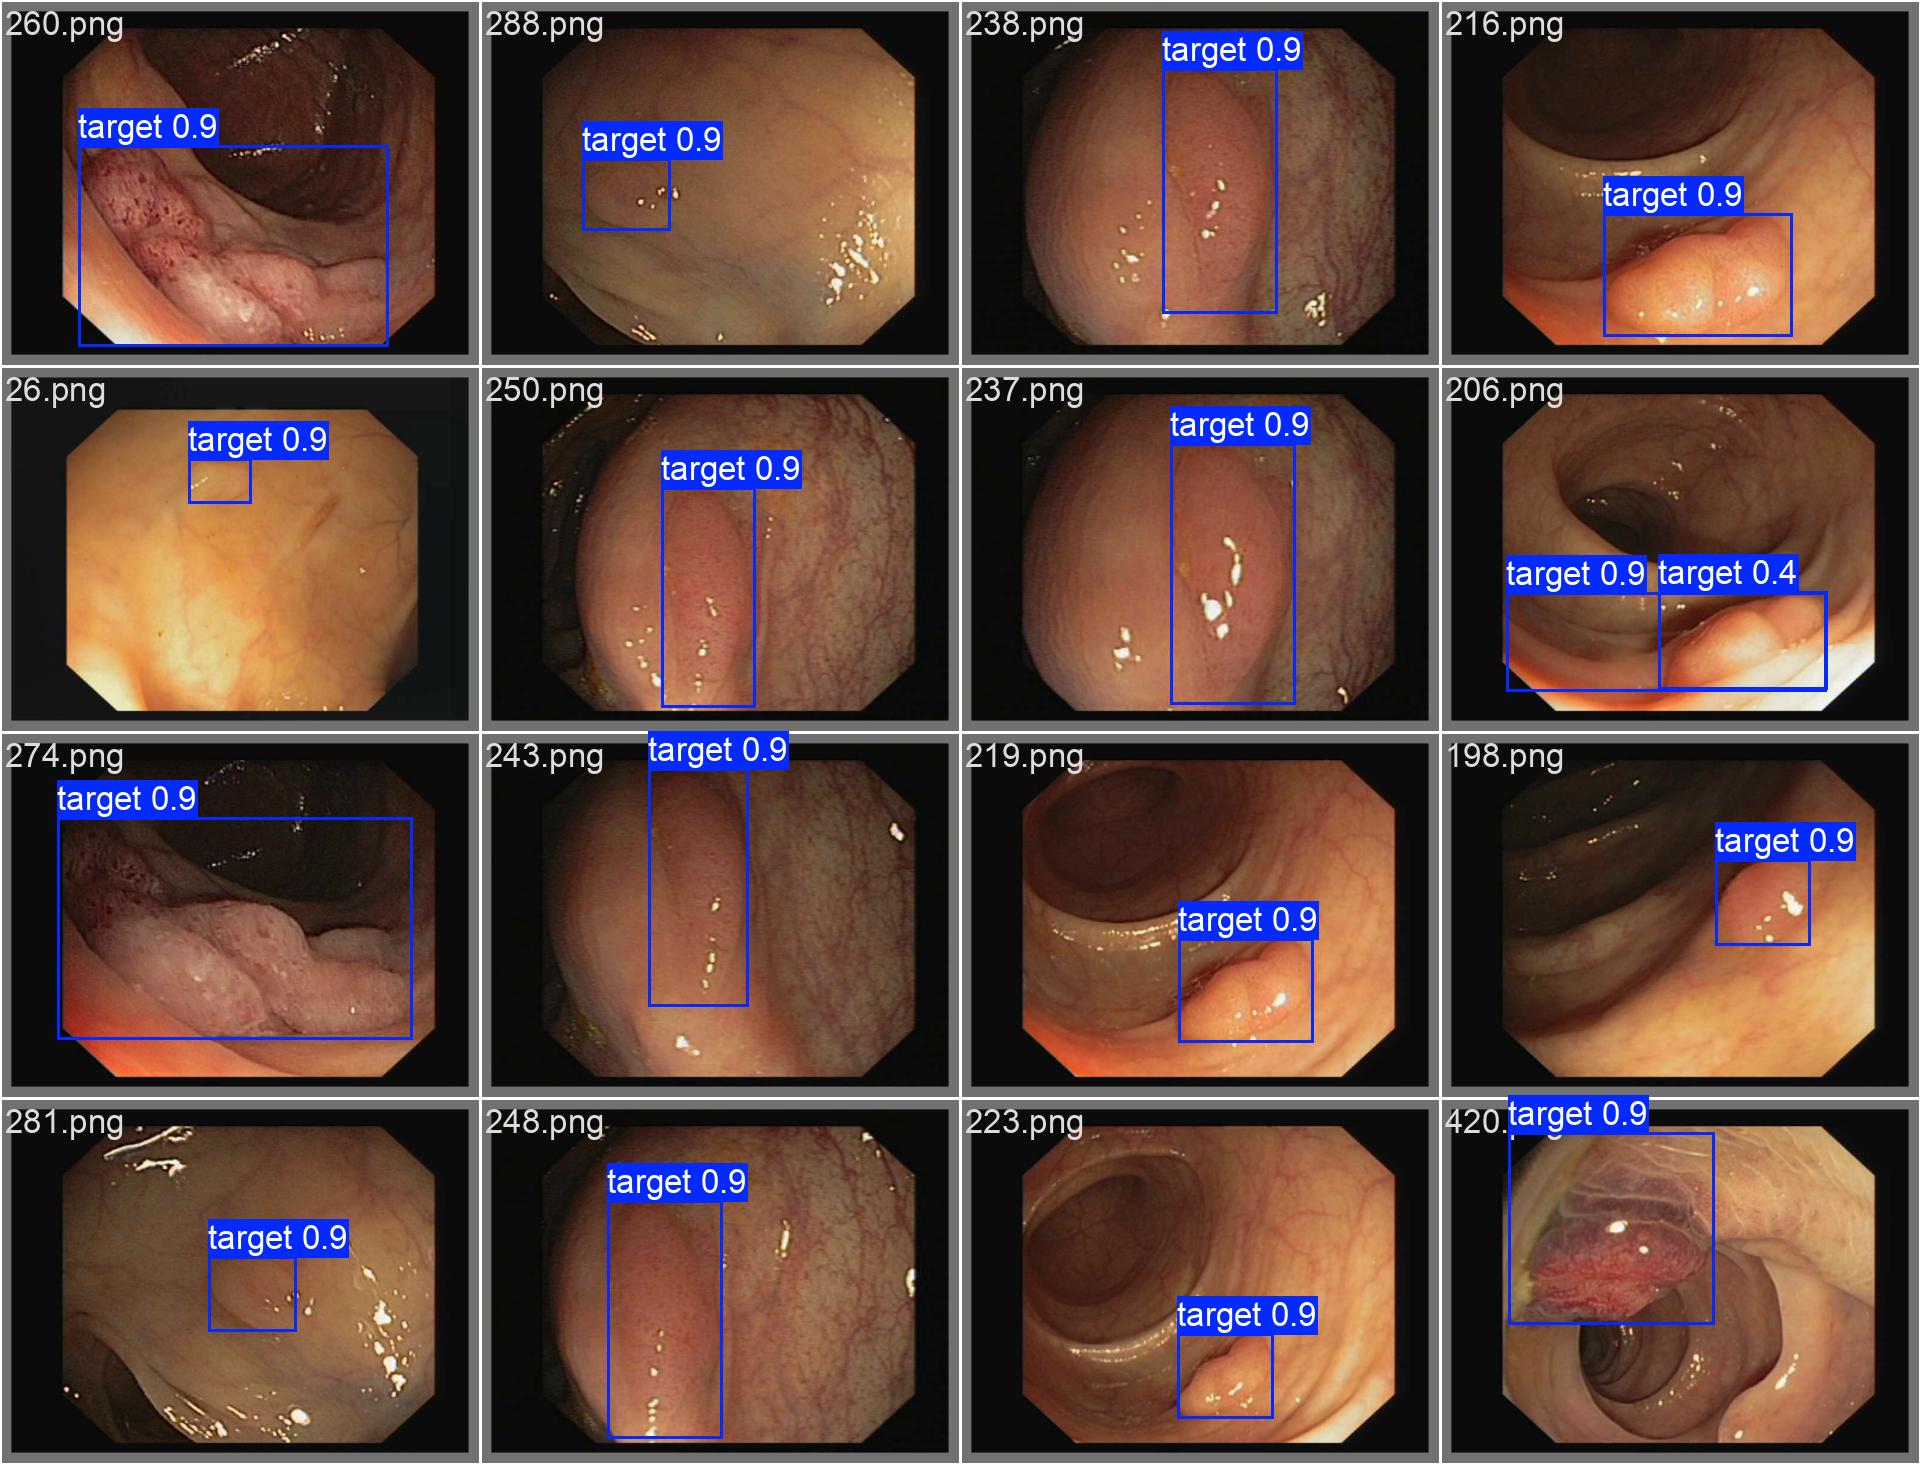 260.png
target 0.9
288.png
target 0.9
238.png
target 0.9
216.png
target 0.9
26.png
target 0.9
250.png
target 0.9
237.png
target 0.9
206.png
target 0.9
target 0.4
274.png
target 0.9
243.png
target 0.9
219.png
target 0.9
198.png
target 0.9
281.png
target 0.9
248.png
target 0.9
223.png
target 0.9
420.png
target 0.9